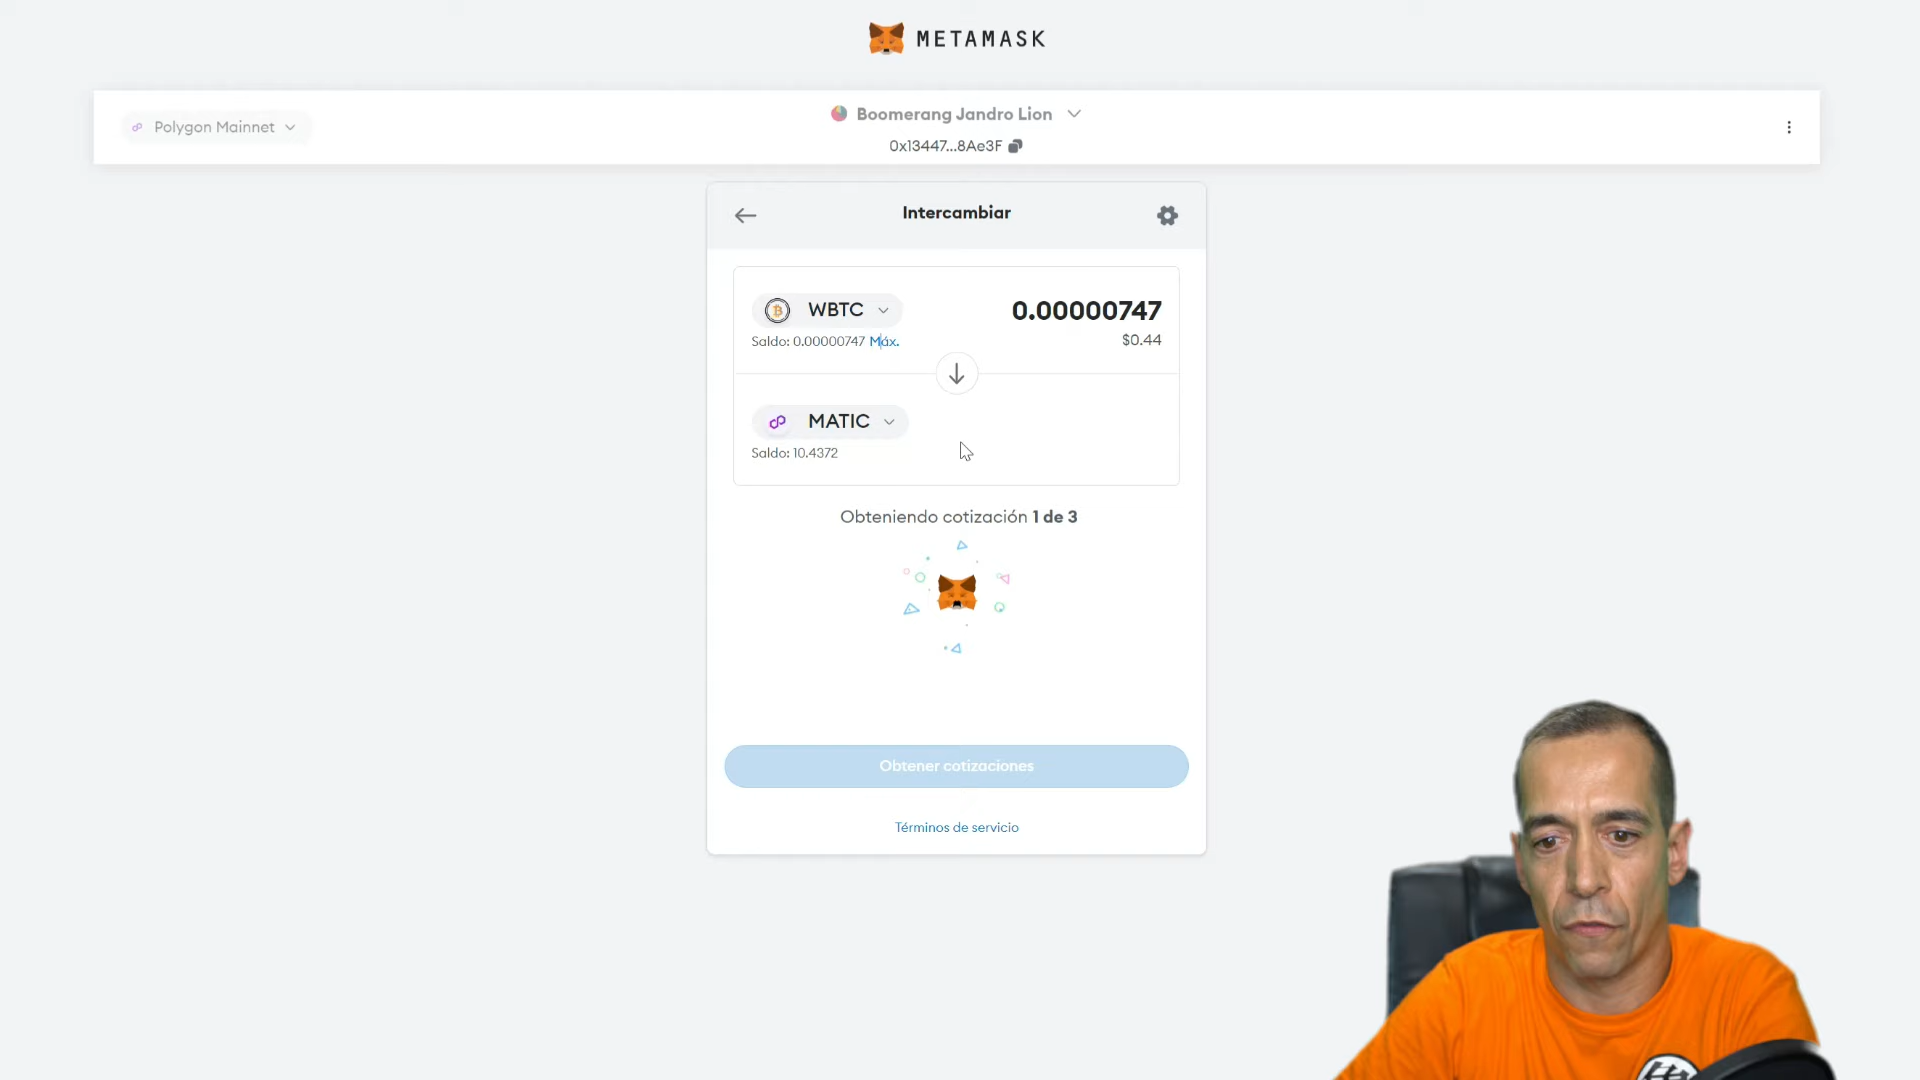 METAMASK
Polygon Mainnet
Boomerang Jandro Lion
0x13447...8Ae3F
Intercambiar
WBTC
0.00000747
Saldo: 0.00000747 Máx.
$0.44
MATIC
Saldo: 10.4372
Obteniendo cotización 1 de 3
Obtener cotizaciones
Términos de servicio